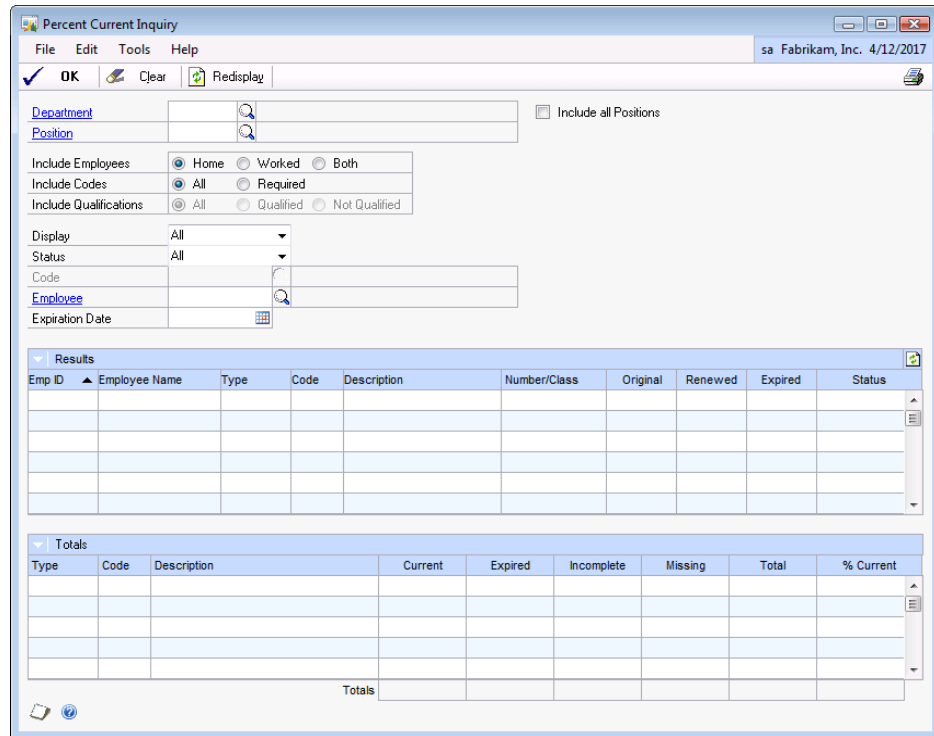 Percent Current Inquiry
File Edit Tools Help sa Fabrikam, Inc. 4/12/2017
OK Clear Redisplay
Department Include all Positions
Position
Include Employees Home Worked Both
Include Codes All Required
Include Qualifications All Qualified Not Qualified
Display All
Status All
Code
Employee
Expiration Date
Results
Emp ID Employee Name Type Code Description Number/Class Original Renewed Expired Status
Totals
Type Code Description Current Expired Incomplete Missing Total % Current
Totals